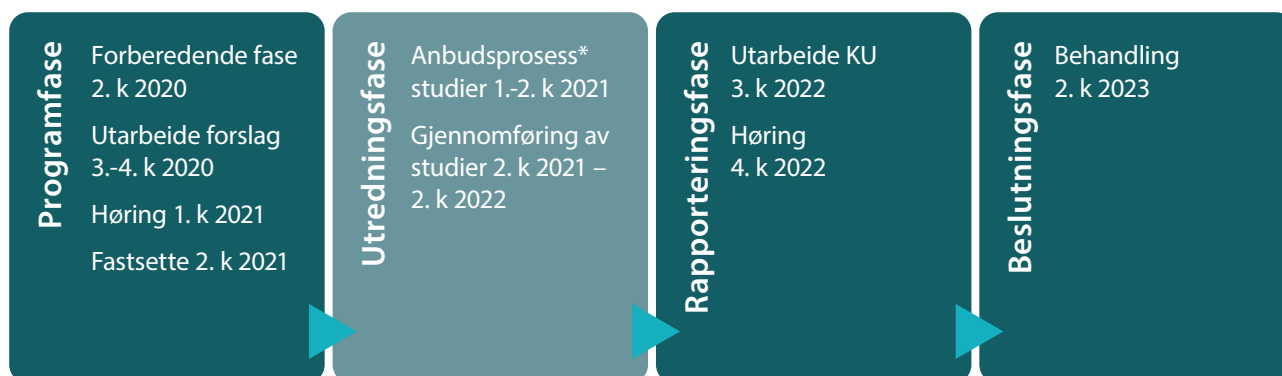 Programfase
Forberedende fase
2. k 2020
Utarbeide forslag
3.-4. k 2020
Høring 1. k 2021
Fastsette 2. k 2021
Utredningsfase
Anbudsprosess*
studier 1.-2. k 2021
Gjennomføring av
studier 2. k 2021 –
2. k 2022
Rapporteringsfase
Utarbeide KU
3. k 2022
Høring
4. k 2022
Beslutningsfase
Behandling
2. k 2023